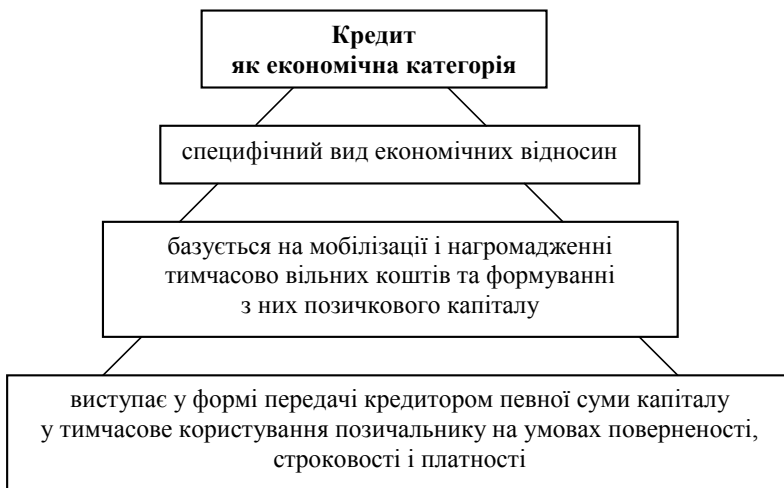 Кредит
як економічна категорія
специфічний вид економічних відносин
базується на мобілізації і нагромадженні
тимчасово вільних коштів та формуванні
з них позичкового капіталу
виступає у формі передачі кредитором певної суми капіталу
у тимчасове користування позичальнику на умовах поверненості,
строковості і платності